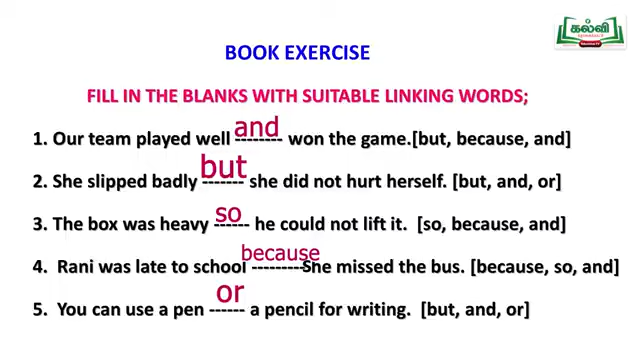 கல்வி
BOOK EXERCISE
FILL IN THE BLANKS WITH SUITABLE LINKING WORDS;
1. Our team played well -------- and won the game.[but, because, and]
2. She slipped badly ------- but she did not hurt herself. [but, and, or]
3. The box was heavy ------ so he could not lift it. [so, because, and]
4. Rani was late to school --------- because She missed the bus. [because, so, and]
5. You can use a pen ------ or a pencil for writing. [but, and, or]